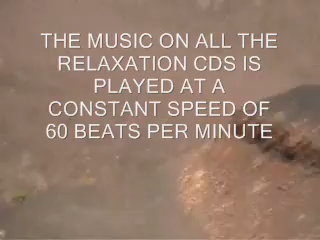 THE MUSIC ON ALL THE
RELAXATION CDS IS
PLAYED AT A
CONSTANT SPEED OF
60 BEATS PER MINUTE